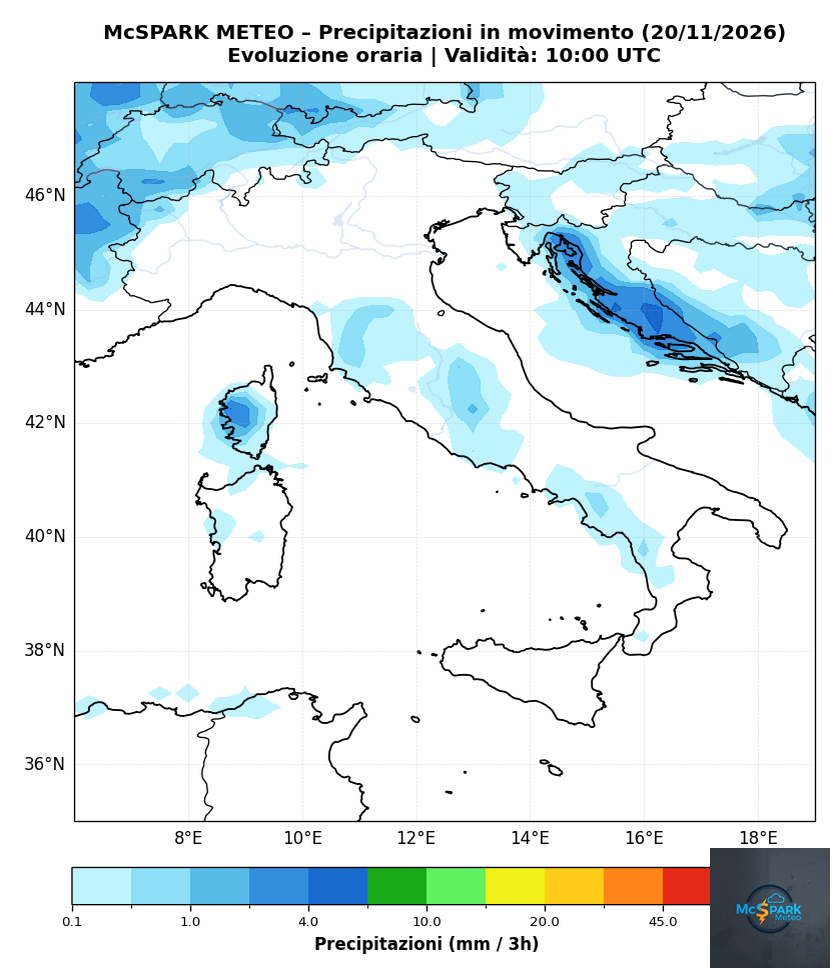 McSPARK METEO – Precipitazioni in movimento (20/11/2026)
Evoluzione oraria | Validità: 10:00 UTC
46°N
44°N
42°N
40°N
38°N
36°N
8°E 10°E 12°E 14°E 16°E 18°E
0.1 1.0 4.0 10.0 20.0 45.0
Precipitazioni (mm / 3h)
McSPARK
Meteo